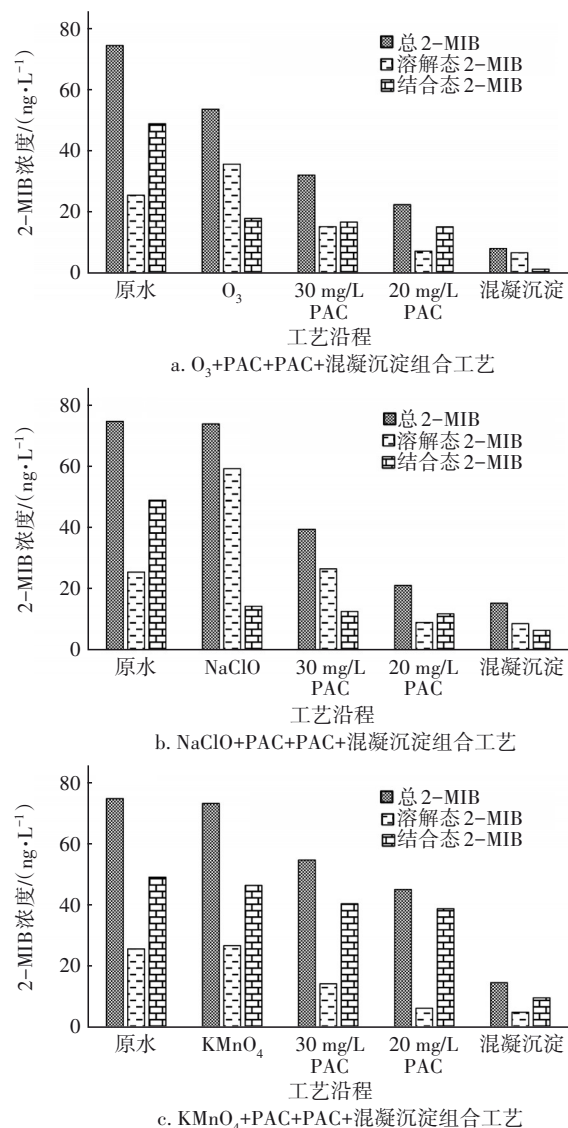 80
60
40
20
0
2-MIB浓度/(ng·L⁻¹)
总2-MIB
溶解态2-MIB
结合态2-MIB
原水
O₃
30 mg/L
PAC
20 mg/L
PAC
混凝沉淀
工艺沿程
a. O₃+PAC+PAC+混凝沉淀组合工艺
80
60
40
20
0
2-MIB浓度/(ng·L⁻¹)
总2-MIB
溶解态2-MIB
结合态2-MIB
原水
NaClO
30 mg/L
PAC
20 mg/L
PAC
混凝沉淀
工艺沿程
b. NaClO+PAC+PAC+混凝沉淀组合工艺
80
60
40
20
0
2-MIB浓度/(ng·L⁻¹)
总2-MIB
溶解态2-MIB
结合态2-MIB
原水
KMnO₄
30 mg/L
PAC
20 mg/L
PAC
混凝沉淀
工艺沿程
c. KMnO₄+PAC+PAC+混凝沉淀组合工艺